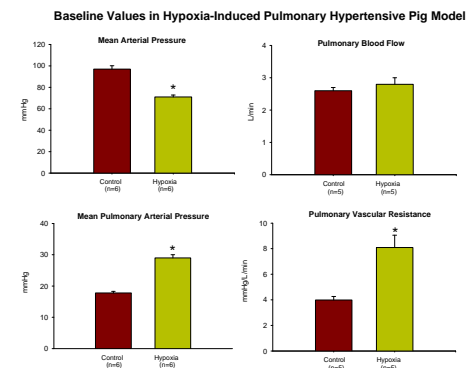 Baseline Values in Hypoxia-Induced Pulmonary Hypertensive Pig Model
Mean Arterial Pressure
mmHg
120
100
80
60
40
20
0
*
Control
(n=6)
Hypoxia
(n=6)
Pulmonary Blood Flow
L/min
4
3
2
1
0
Control
(n=5)
Hypoxia
(n=5)
Mean Pulmonary Arterial Pressure
mmHg
40
30
20
10
0
*
Control
(n=6)
Hypoxia
(n=6)
Pulmonary Vascular Resistance
mmHg/L/min
10
8
6
4
2
0
*
Control
(n=5)
Hypoxia
(n=5)